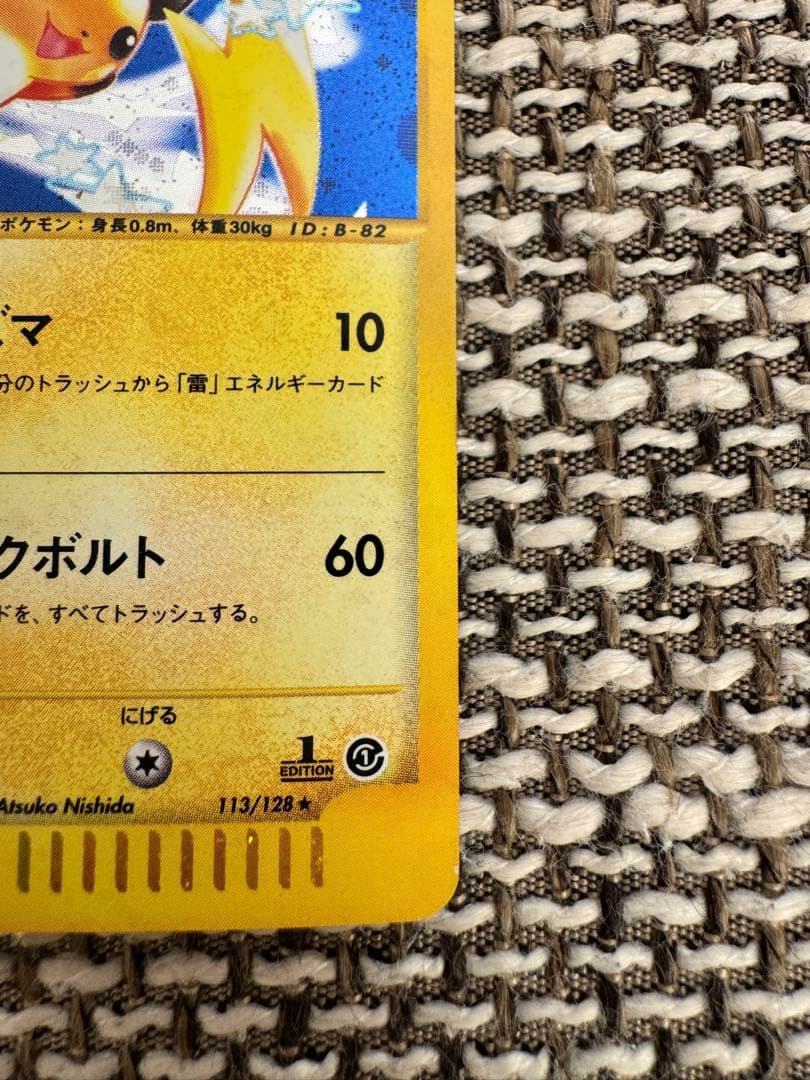 ポケモン：身長0.8m、体重30kg ID：B-82
ズマ 10
分のトラッシュから「雷」エネルギーカード
クボルト 60
ドを、すべてトラッシュする。
にげる
1
EDITION
1
Atsuko Nishida 113/128★